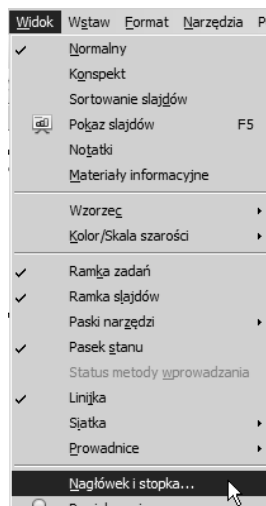 Widok Wstaw Format Narzędzia P
Normalny
Konspekt
Sortowanie slajdów
Pokaz slajdów F5
Notatki
Materiały informacyjne
Wzorzec
Kolor/Skala szarości
Ramka zadań
Ramka slajdów
Paski narzędzi
Pasek stanu
Status metody wprowadzania
Linijka
Siatka
Prowadnice
Nagłówek i stopka...